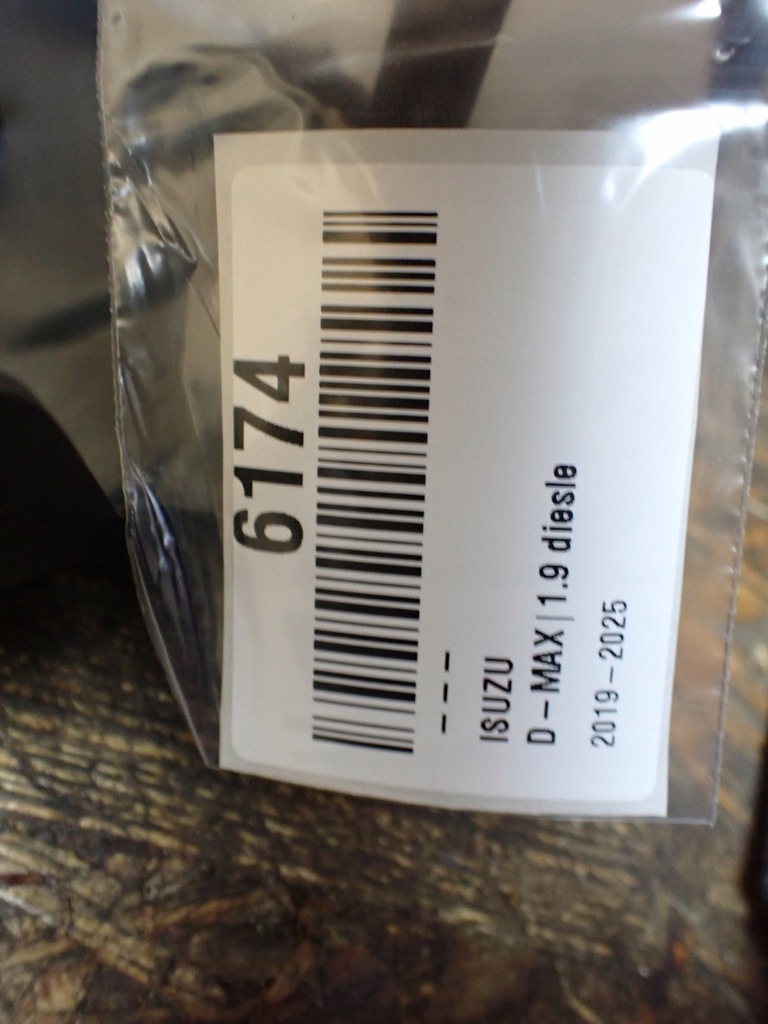 6174
---
ISUZU
D-MAX | 1.9 diesle
2019-2025